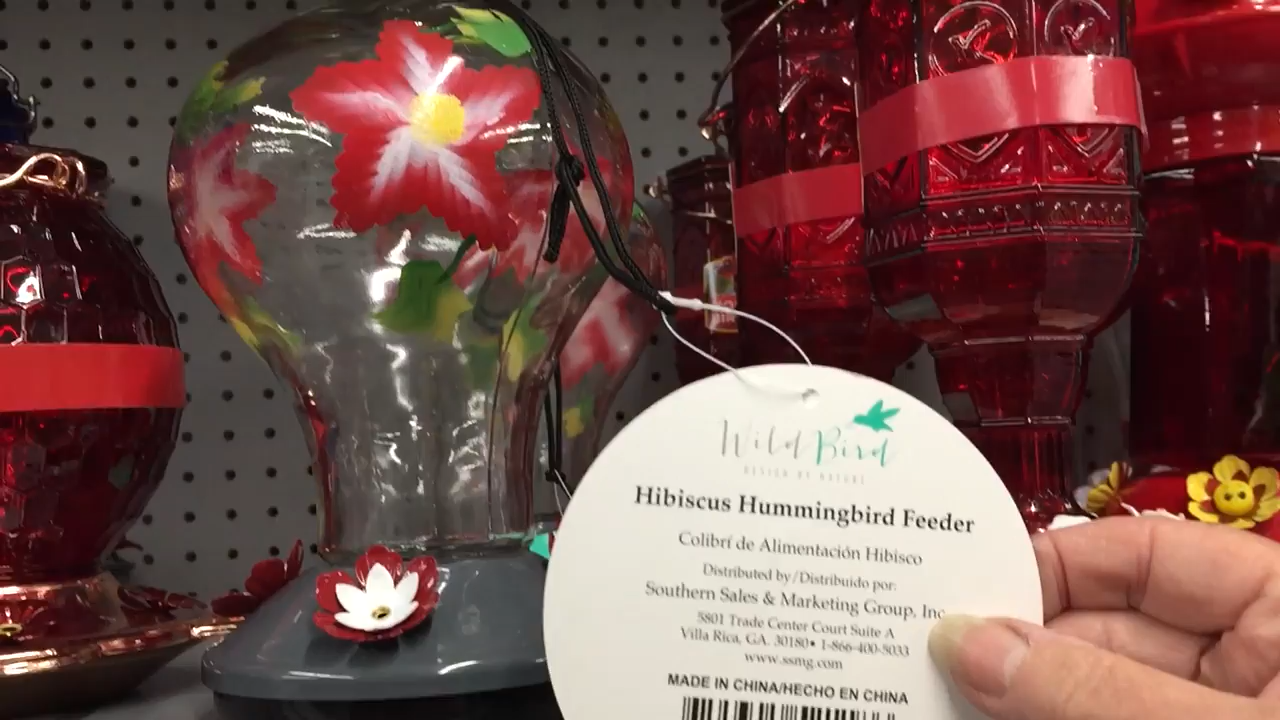 Wild Bird
DESIGN BY NATURE
Hibiscus Hummingbird Feeder
Colibrí de Alimentación Hibisco
Distributed by/Distribuido por:
Southern Sales & Marketing Group, Inc
5801 Trade Center Court Suite A
Villa Rica, GA. 30180• 1-866-400-5033
www.ssmg.com
MADE IN CHINA/HECHO EN CHINA